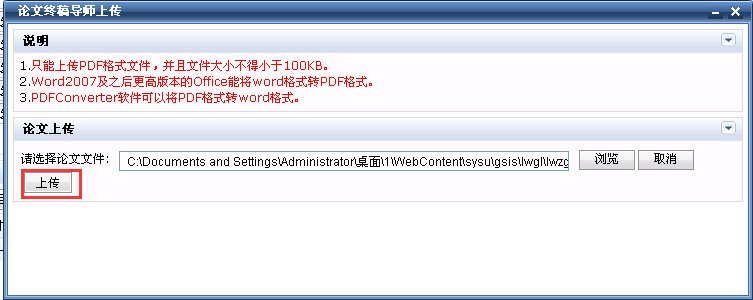 论文终稿导师上传
说明
1.只能上传PDF格式文件，并且文件大小不得小于100KB。
2.Word2007及之后更高版本的Office能将word格式转PDF格式。
3.PDFConverter软件可以将PDF格式转word格式。
论文上传
请选择论文文件： C:\Documents and Settings\Administrator\桌面\1\WebContent\sysu\gsis\lwgl\lwzg 浏览 取消
上传